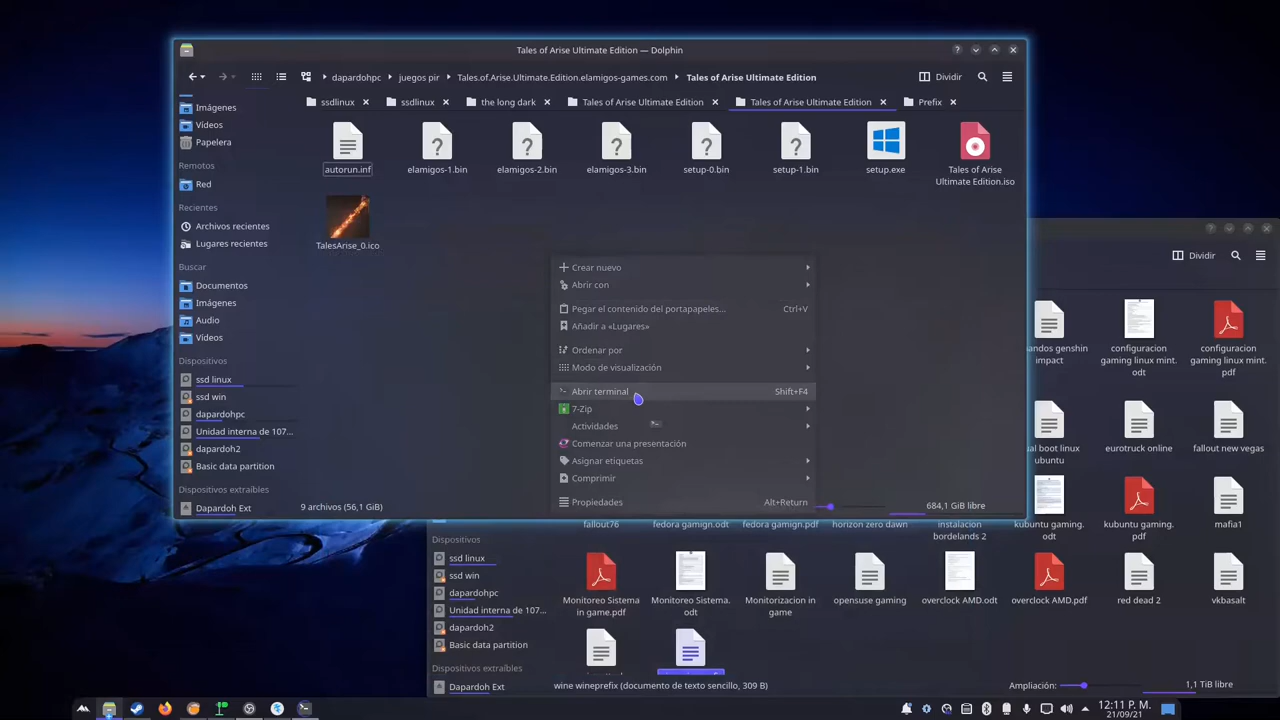 Tales of Arise Ultimate Edition — Dolphin
dapardohpc
juegos pir
Tales.of.Arise.Ultimate.Edition.elamigos-games.com
Tales of Arise Ultimate Edition
Dividir
ssdlinux
ssdlinux
the long dark
Tales of Arise Ultimate Edition
Tales of Arise Ultimate Edition
Prefix
Imágenes
Vídeos
Papelera
Remotos
Red
Recientes
Archivos recientes
Lugares recientes
Buscar
Documentos
Imágenes
Audio
Vídeos
Dispositivos
ssd linux
ssd win
dapardohpc
Unidad interna de 107...
dapardoh2
Basic data partition
Dispositivos extraíbles
Dapardoh Ext
autorun.inf
elamigos-1.bin
elamigos-2.bin
elamigos-3.bin
setup-0.bin
setup-1.bin
setup.exe
Tales of Arise
Ultimate Edition.iso
TalesArise_0.ico
Crear nuevo
Abrir con
Pegar el contenido del portapapeles... Ctrl+V
Añadir a «Lugares»
Ordenar por
Modo de visualización
Abrir terminal Shift+F4
7-Zip
Actividades
Comenzar una presentación
Asignar etiquetas
Comprimir
Propiedades Alt+Return
9 archivos (56,1 GiB)
684,1 GiB libre
Dividir
genshin
impact
configuracion
gaming linux mint.
odt
configuracion
gaming linux mint.
pdf
boot linux
ubuntu
eurotruck online
fallout new vegas
fallout76
fedora gamign.odt
fedora gamign.pdf
horizon zero dawn
instalacion
bordelands 2
kubuntu gaming.
odt
kubuntu gaming.
pdf
mafia1
Dispositivos
ssd linux
ssd win
dapardohpc
Unidad interna de 107...
dapardoh2
Basic data partition
Dispositivos extraíbles
Dapardoh Ext
Monitoreo Sistema
in game.pdf
Monitoreo Sistema.
odt
Monitorizacion in
game
opensuse gaming
overclock AMD.odt
overclock AMD.pdf
red dead 2
vkbasalt
wine wineprefix (documento de texto sencillo, 309 B)
Ampliación:
1,1 TiB libre
12:11 P. M.
21/09/21